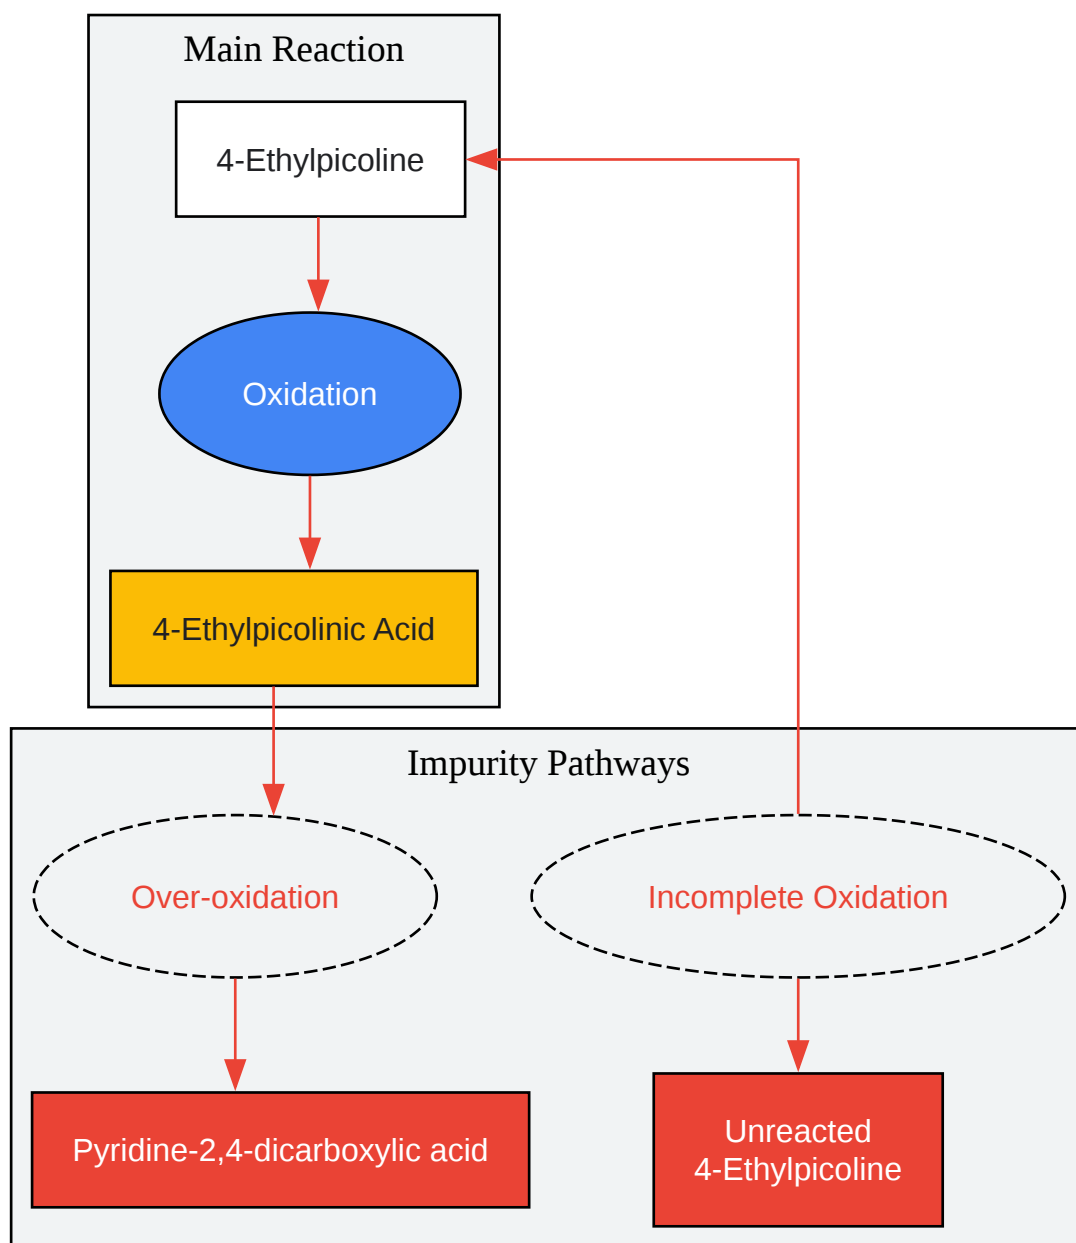 Main Reaction
4-Ethylpicoline
Oxidation
4-Ethylpicolinic Acid
Impurity Pathways
Over-oxidation
Incomplete Oxidation
Pyridine-2,4-dicarboxylic acid
Unreacted
4-Ethylpicoline